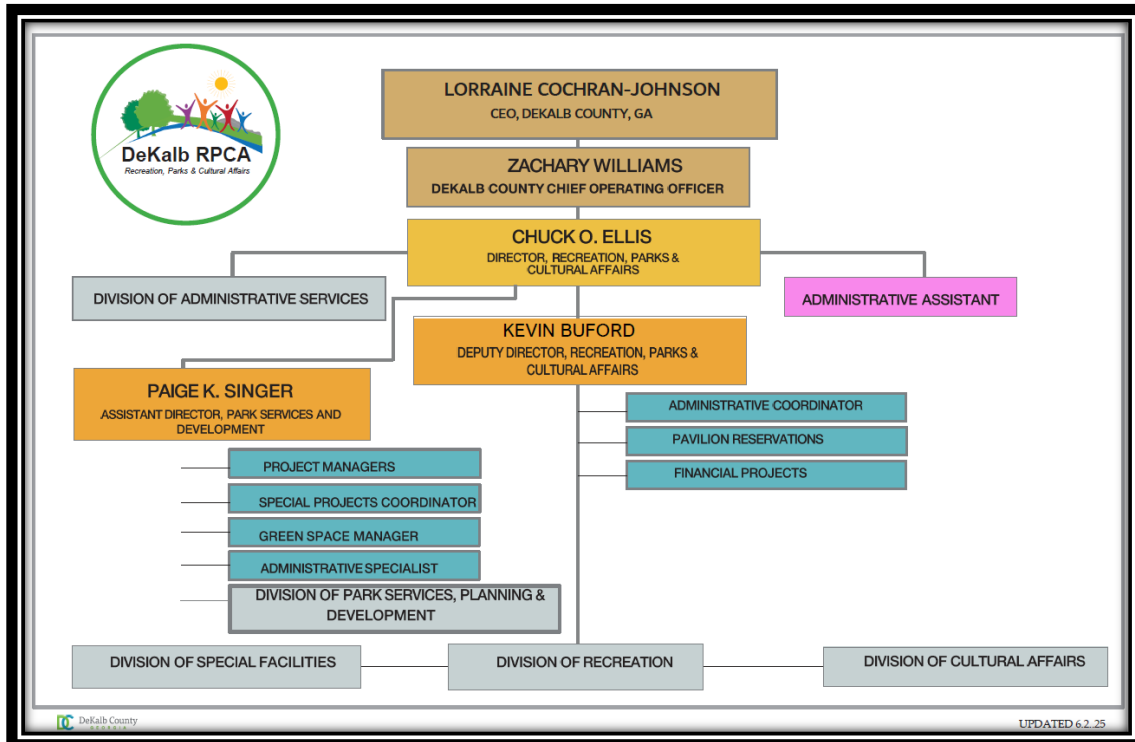 DeKalb RPCA
Recreation, Parks & Cultural Affairs
LORRAINE COCHRAN-JOHNSON
CEO, DEKALB COUNTY, GA
ZACHARY WILLIAMS
DEKALB COUNTY CHIEF OPERATING OFFICER
CHUCK O. ELLIS
DIRECTOR, RECREATION, PARKS &
CULTURAL AFFAIRS
DIVISION OF ADMINISTRATIVE SERVICES
ADMINISTRATIVE ASSISTANT
KEVIN BUFORD
DEPUTY DIRECTOR, RECREATION, PARKS &
CULTURAL AFFAIRS
PAIGE K. SINGER
ASSISTANT DIRECTOR, PARK SERVICES AND
DEVELOPMENT
ADMINISTRATIVE COORDINATOR
PAVILION RESERVATIONS
FINANCIAL PROJECTS
PROJECT MANAGERS
SPECIAL PROJECTS COORDINATOR
GREEN SPACE MANAGER
ADMINISTRATIVE SPECIALIST
DIVISION OF PARK SERVICES, PLANNING &
DEVELOPMENT
DIVISION OF SPECIAL FACILITIES
DIVISION OF RECREATION
DIVISION OF CULTURAL AFFAIRS
DC DeKalb County
GEORGIA
UPDATED 6.2..25